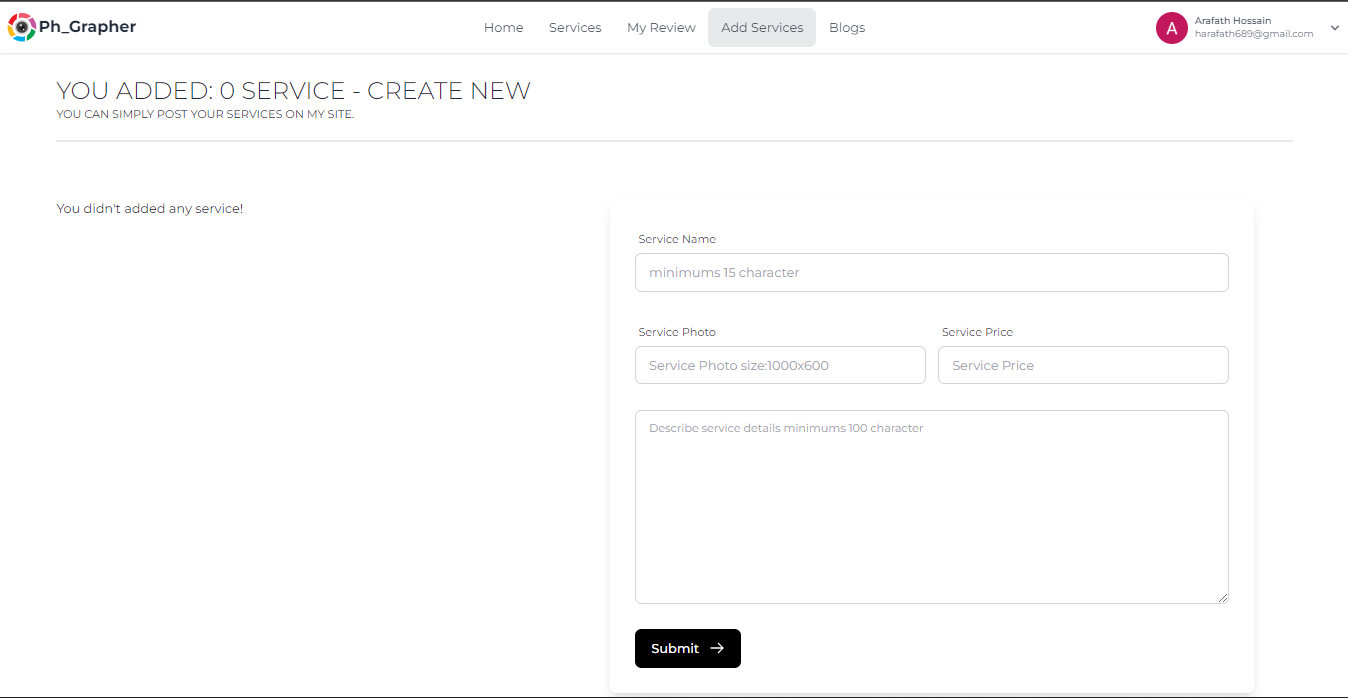 Ph_Grapher
Home Services My Review Add Services Blogs
A
Arafath Hossain
harafath689@gmail.com
YOU ADDED: 0 SERVICE - CREATE NEW
YOU CAN SIMPLY POST YOUR SERVICES ON MY SITE.
You didn't added any service!
Service Name
minimums 15 character
Service Photo Service Price
Service Photo size:1000x600 Service Price
Describe service details minimums 100 character
Submit →